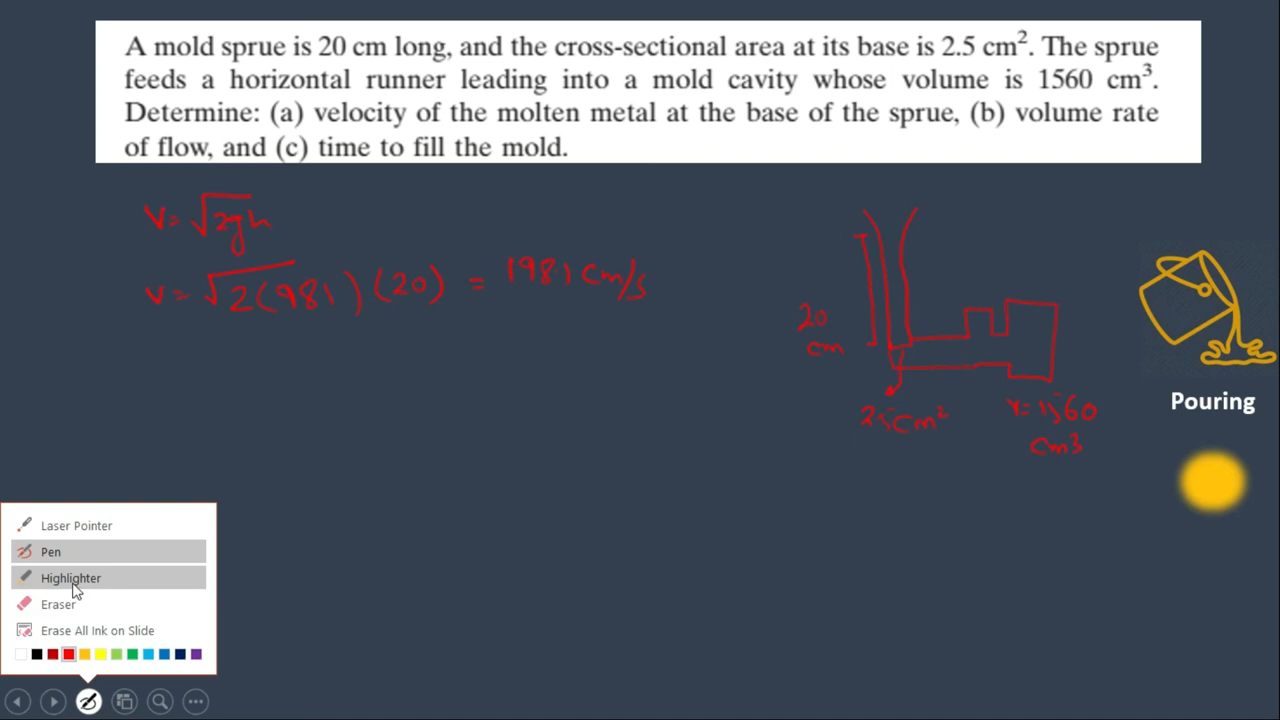 A mold sprue is 20 cm long, and the cross-sectional area at its base is 2.5 cm². The sprue
feeds a horizontal runner leading into a mold cavity whose volume is 1560 cm³.
Determine: (a) velocity of the molten metal at the base of the sprue, (b) volume rate
of flow, and (c) time to fill the mold.
V= √2gh
V= √2(981)(20) = 198.1 cm/s
20
cm
2.5 cm²
V= 1560
cm3
Pouring
Laser Pointer
Pen
Highlighter
Eraser
Erase All Ink on Slide